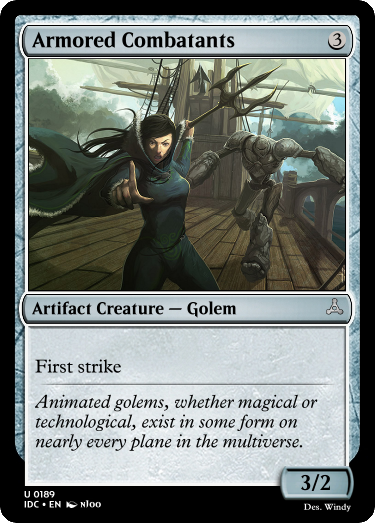 Armored Combatants 3
Artifact Creature — Golem
First strike
Animated golems, whether magical or
technological, exist in some form on
nearly every plane in the multiverse.
3/2
U 0189
IDC • EN n/00
Des. Windy